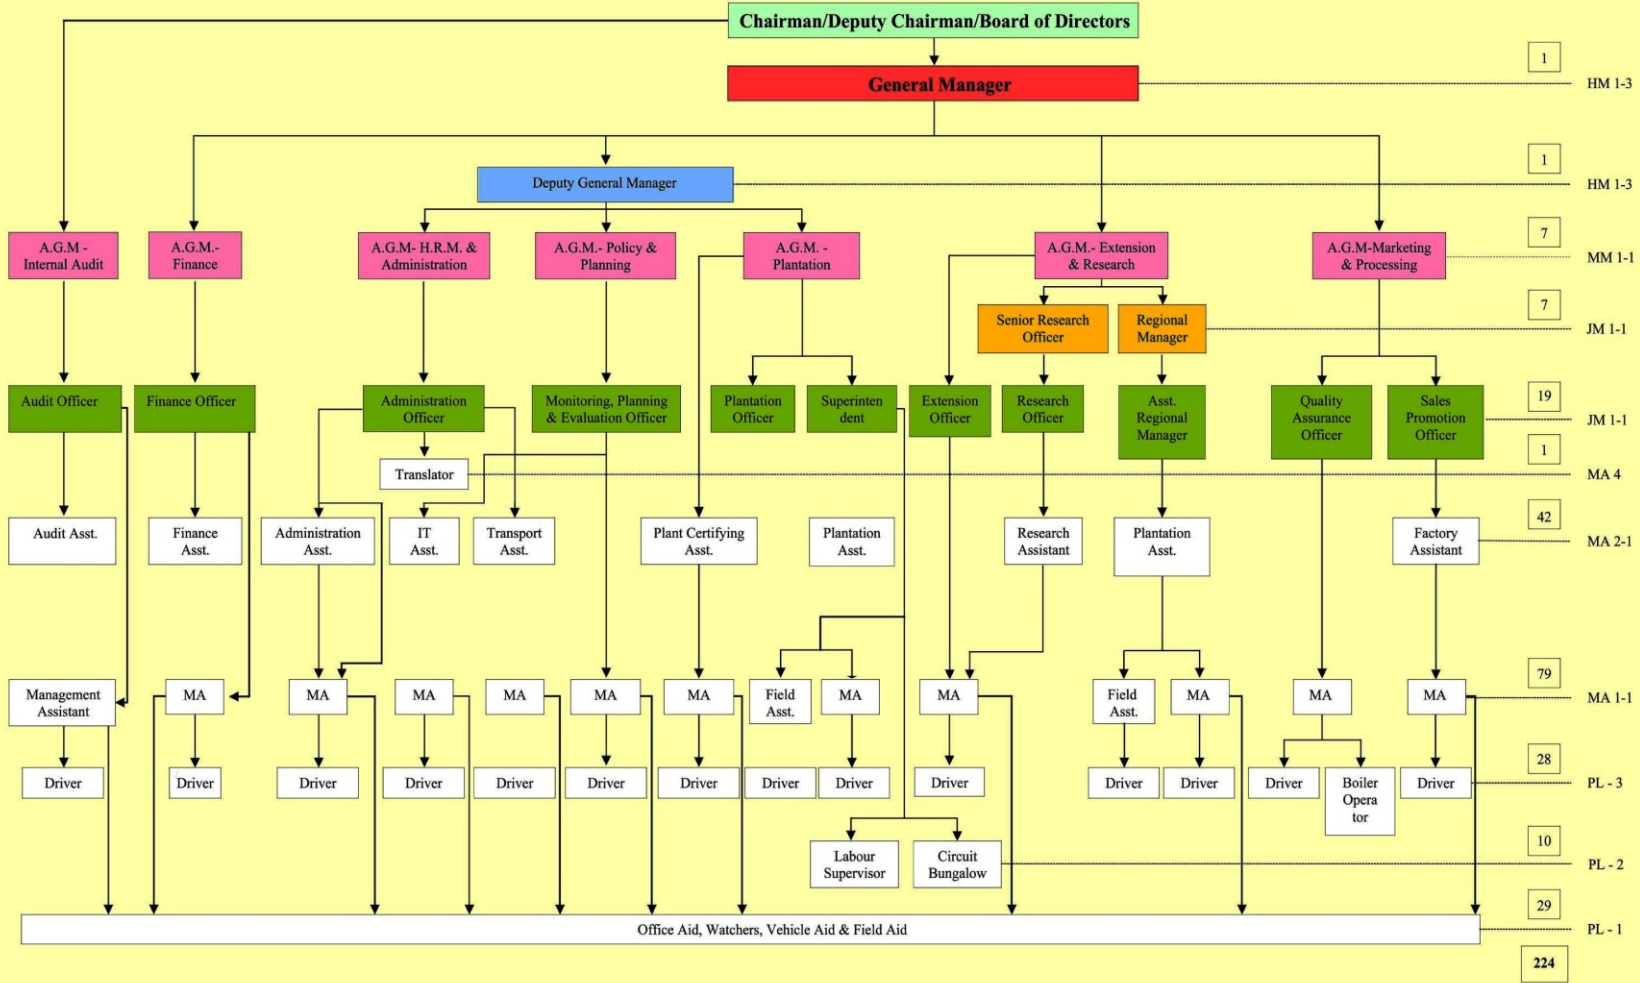 Chairman/Deputy Chairman/Board of Directors
1
General Manager
HM 1-3
1
Deputy General Manager
HM 1-3
A.G.M -
Internal Audit
A.G.M.-
Finance
A.G.M- H.R.M. &
Administration
A.G.M.- Policy &
Planning
A.G.M. -
Plantation
A.G.M.- Extension
& Research
A.G.M-Marketing
& Processing
7
MM 1-1
Senior Research
Officer
Regional
Manager
7
JM 1-1
Audit Officer
Finance Officer
Administration
Officer
Monitoring, Planning
& Evaluation Officer
Plantation
Officer
Superinten
dent
Extension
Officer
Research
Officer
Asst.
Regional
Manager
Quality
Assurance
Officer
Sales
Promotion
Officer
19
JM 1-1
Translator
1
MA 4
Audit Asst.
Finance
Asst.
Administration
Asst.
IT
Asst.
Transport
Asst.
Plant Certifying
Asst.
Plantation
Asst.
Research
Assistant
Plantation
Asst.
Factory
Assistant
42
MA 2-1
Management
Assistant
MA
MA
MA
MA
MA
MA
Field
Asst.
MA
MA
Field
Asst.
MA
MA
MA
79
MA 1-1
Driver
Driver
Driver
Driver
Driver
Driver
Driver
Driver
Driver
Driver
Driver
Driver
Driver
Boiler
Opera
tor
Driver
28
PL - 3
Labour
Supervisor
Circuit
Bungalow
10
PL - 2
Office Aid, Watchers, Vehicle Aid & Field Aid
29
PL - 1
224